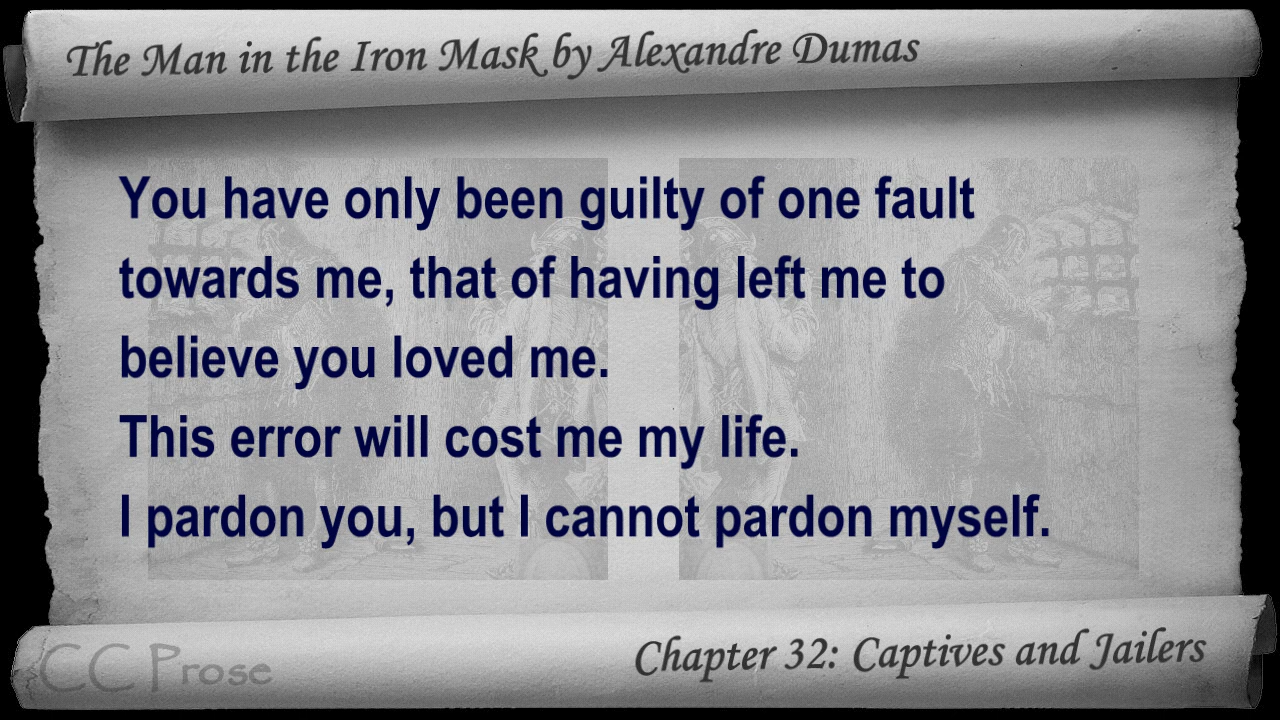 The Man in the Iron Mask by Alexandre Dumas
You have only been guilty of one fault
towards me, that of having left me to
believe you loved me.
This error will cost me my life.
I pardon you, but I cannot pardon myself.
CC Prose
Chapter 32: Captives and Jailers